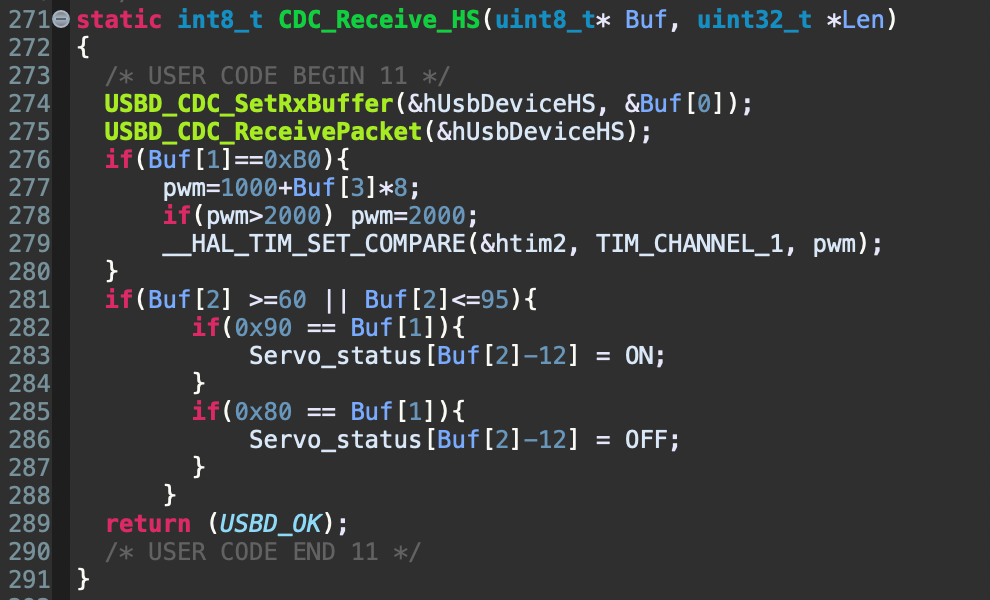 271 static int8_t CDC_Receive_HS(uint8_t* Buf, uint32_t *Len)
272 {
273   /* USER CODE BEGIN 11 */
274   USBD_CDC_SetRxBuffer(&hUsbDeviceHS, &Buf[0]);
275   USBD_CDC_ReceivePacket(&hUsbDeviceHS);
276   if(Buf[1]==0xB0){
277       pwm=1000+Buf[3]*8;
278       if(pwm>2000) pwm=2000;
279       __HAL_TIM_SET_COMPARE(&htim2, TIM_CHANNEL_1, pwm);
280   }
281   if(Buf[2] >=60 || Buf[2]<=95){
282         if(0x90 == Buf[1]){
283             Servo_status[Buf[2]-12] = ON;
284         }
285         if(0x80 == Buf[1]){
286             Servo_status[Buf[2]-12] = OFF;
287         }
288       }
289   return (USBD_OK);
290   /* USER CODE END 11 */
291 }